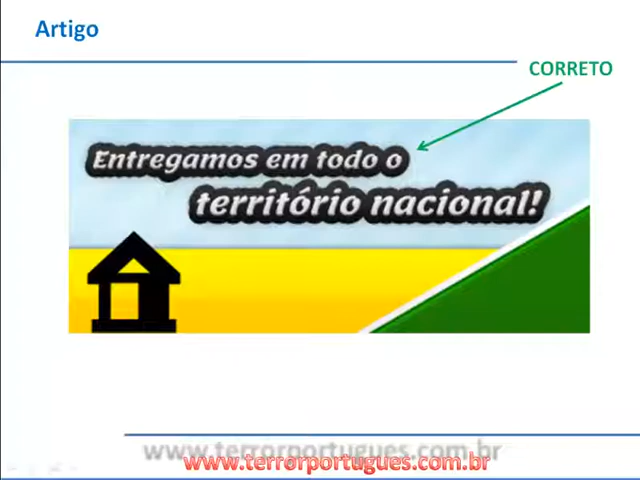 Artigo
CORRETO
Entregamos em todo o
território nacional!
www.terrorportugues.com.br
www.terrorportugues.com.br